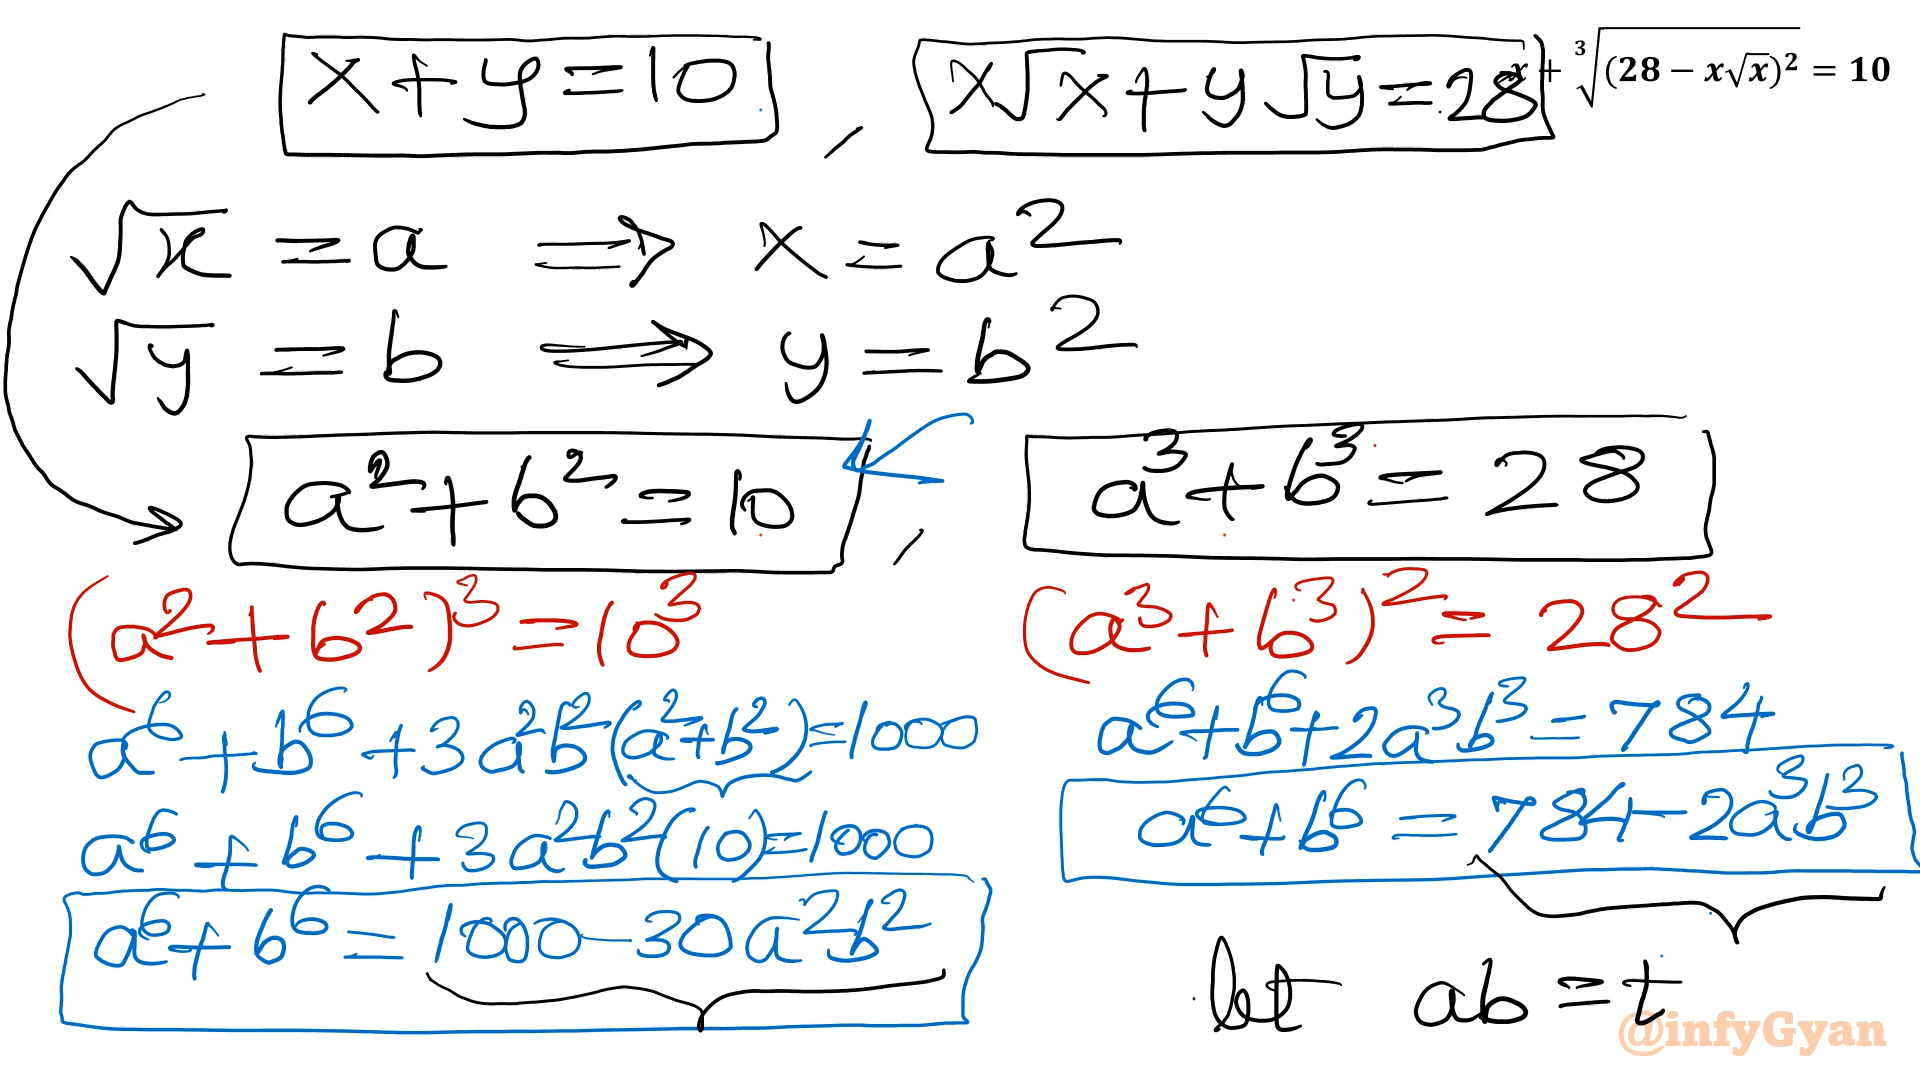 x + y = 10 , x√x + y√y = 28
x + ∛(28 − x√x)² = 10
√x = a ⟹ x = a²
√y = b ⟹ y = b²
a² + b² = 10 , a³ + b³ = 28
(a² + b²)³ = 10³
(a³ + b³)² = 28²
a⁶ + b⁶ + 3a²b²(a² + b²) = 1000
a⁶ + b⁶ + 2a³b³ = 784
a⁶ + b⁶ + 3a²b²(10) = 1000
a⁶ + b⁶ = 784 − 2a³b³
a⁶ + b⁶ = 1000 − 30a²b²
let ab = t
@infyGyan